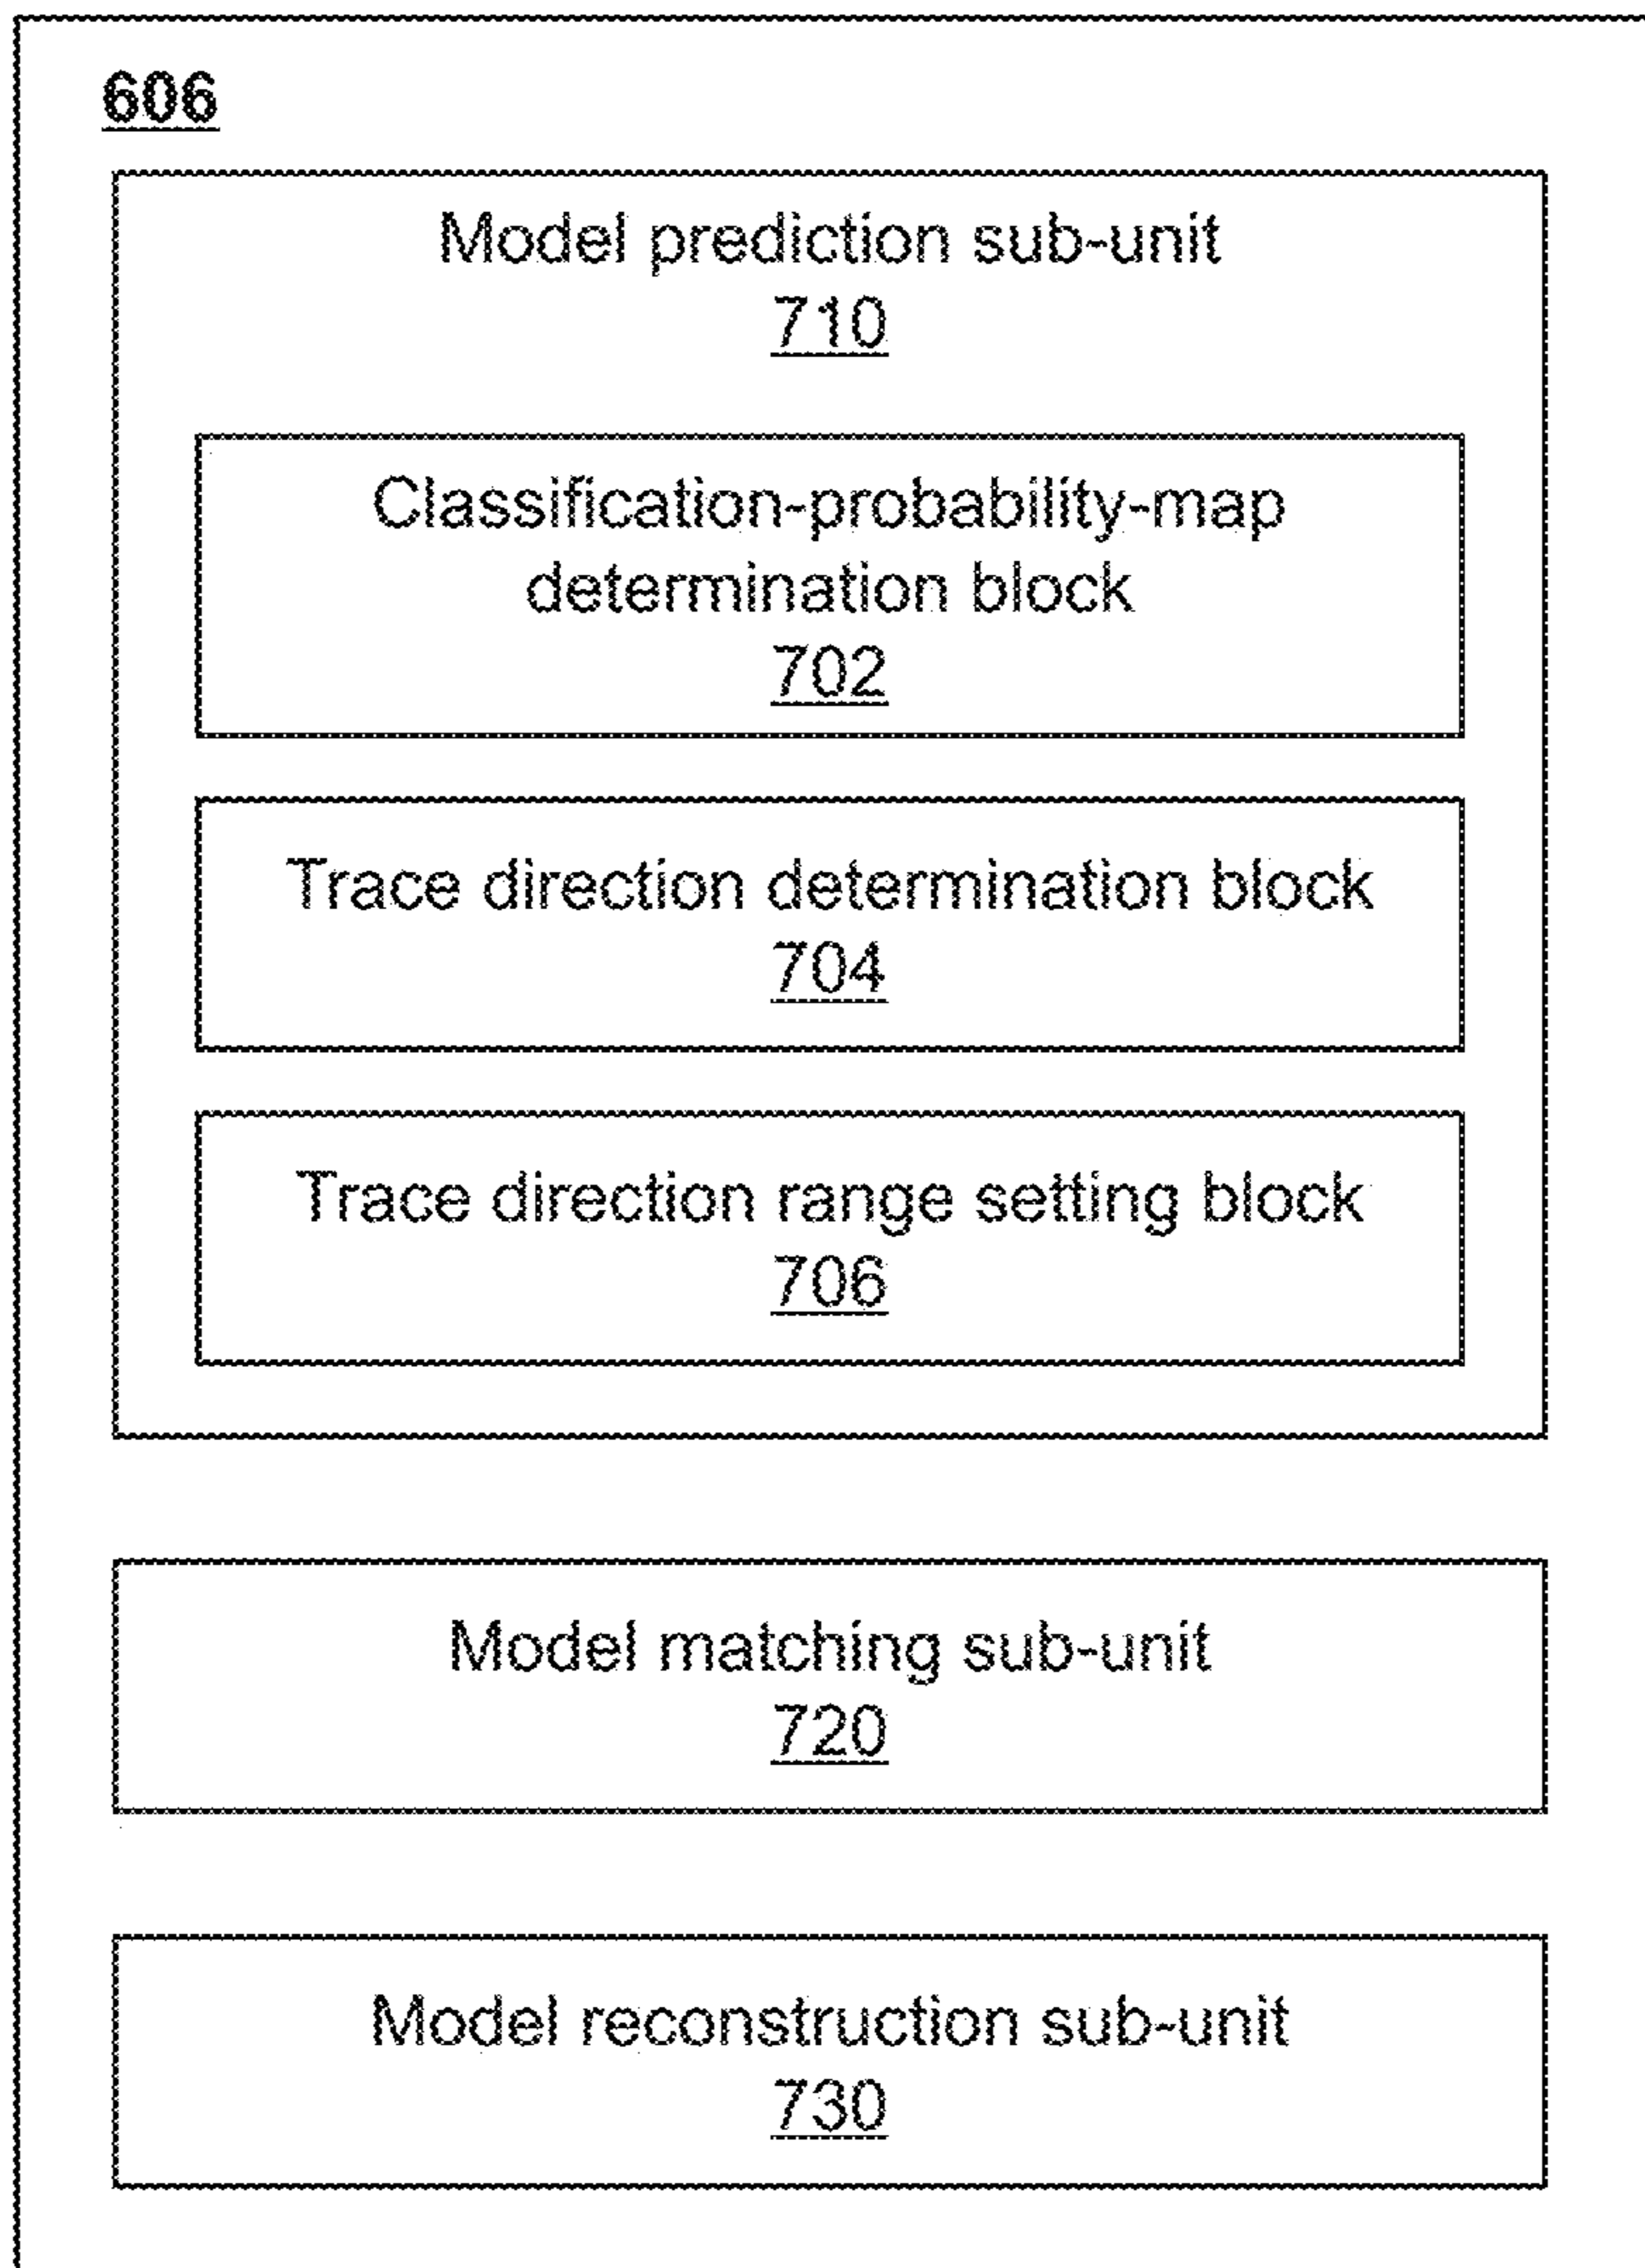 606
Model prediction sub-unit
710
Classification-probability-map
determination block
702
Trace direction determination block
704
Trace direction range setting block
706
Model matching sub-unit
720
Model reconstruction sub-unit
730